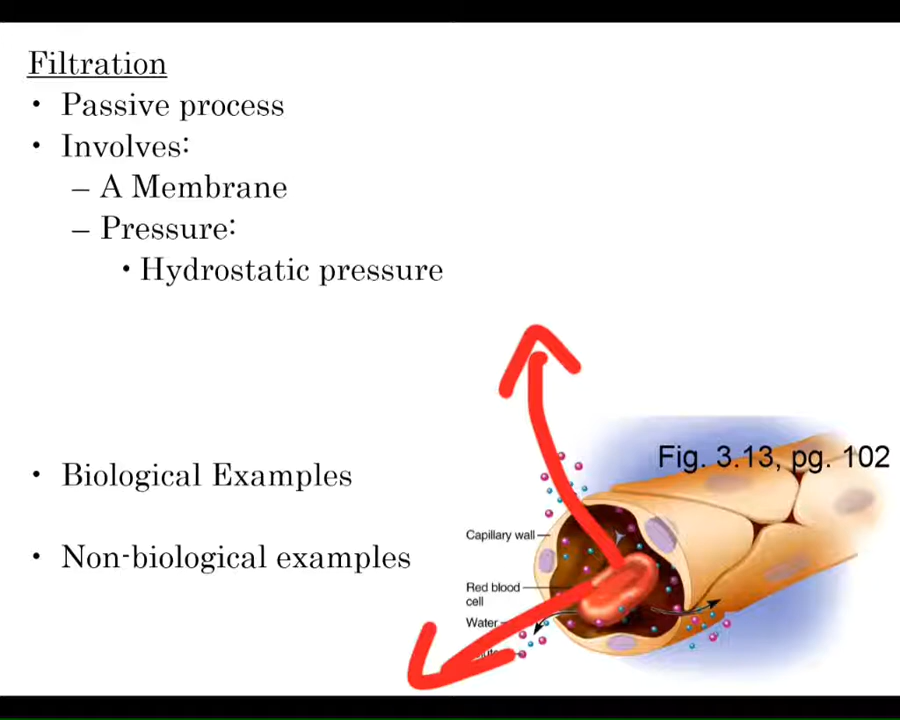 Filtration
• Passive process
• Involves:
– A Membrane
– Pressure:
• Hydrostatic pressure
• Biological Examples
• Non-biological examples
Fig. 3.13, pg. 102
Capillary wall
Red blood
cell
Water